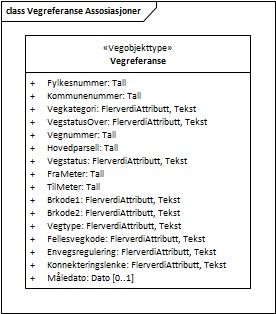 class Vegreferanse Assosiasjoner
«Vegobjekttype»
Vegreferanse
+ Fylkesnummer: Tall
+ Kommunenummer: Tall
+ Vegkategori: FlerverdiAttributt, Tekst
+ VegstatusOver: FlerverdiAttributt, Tekst
+ Vegnummer: Tall
+ Hovedparsell: Tall
+ Vegstatus: FlerverdiAttributt, Tekst
+ FraMeter: Tall
+ TilMeter: Tall
+ Brkode1: FlerverdiAttributt, Tekst
+ Brkode2: FlerverdiAttributt, Tekst
+ Vegtype: FlerverdiAttributt, Tekst
+ Fellesvegkode: FlerverdiAttributt, Tekst
+ Envegsregulering: FlerverdiAttributt, Tekst
+ Konnekteringslenke: FlerverdiAttributt, Tekst
+ Måledato: Dato [0..1]